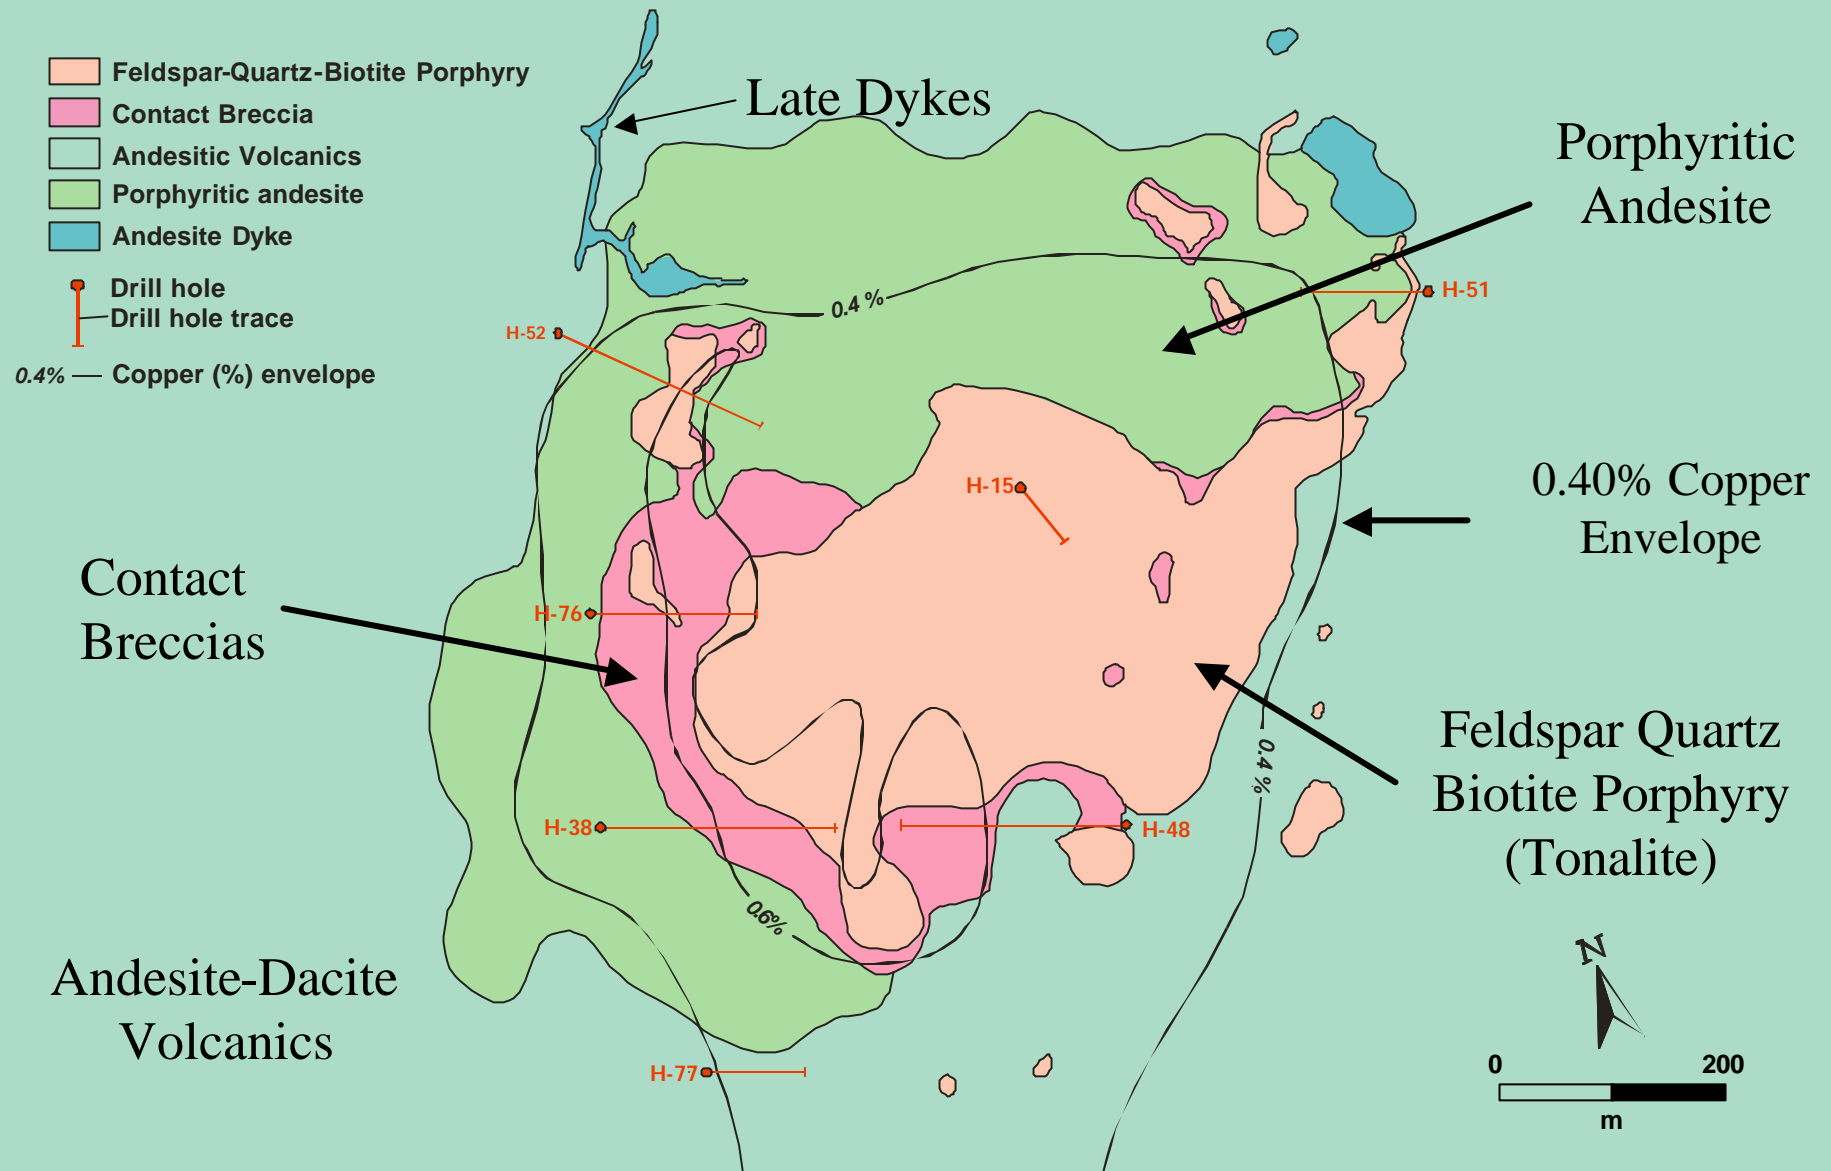 Feldspar-Quartz-Biotite Porphyry
Contact Breccia
Andesitic Volcanics
Porphyritic andesite
Andesite Dyke
Drill hole
Drill hole trace
0.4% — Copper (%) envelope
Late Dykes
Porphyritic
Andesite
0.4 %
H-51
H-52
0.40% Copper
Envelope
H-15
Contact
Breccias
H-76
Feldspar Quartz
Biotite Porphyry
(Tonalite)
0.4 %
H-38
H-48
0.6%
Andesite-Dacite
Volcanics
H-77
N
0 200
m